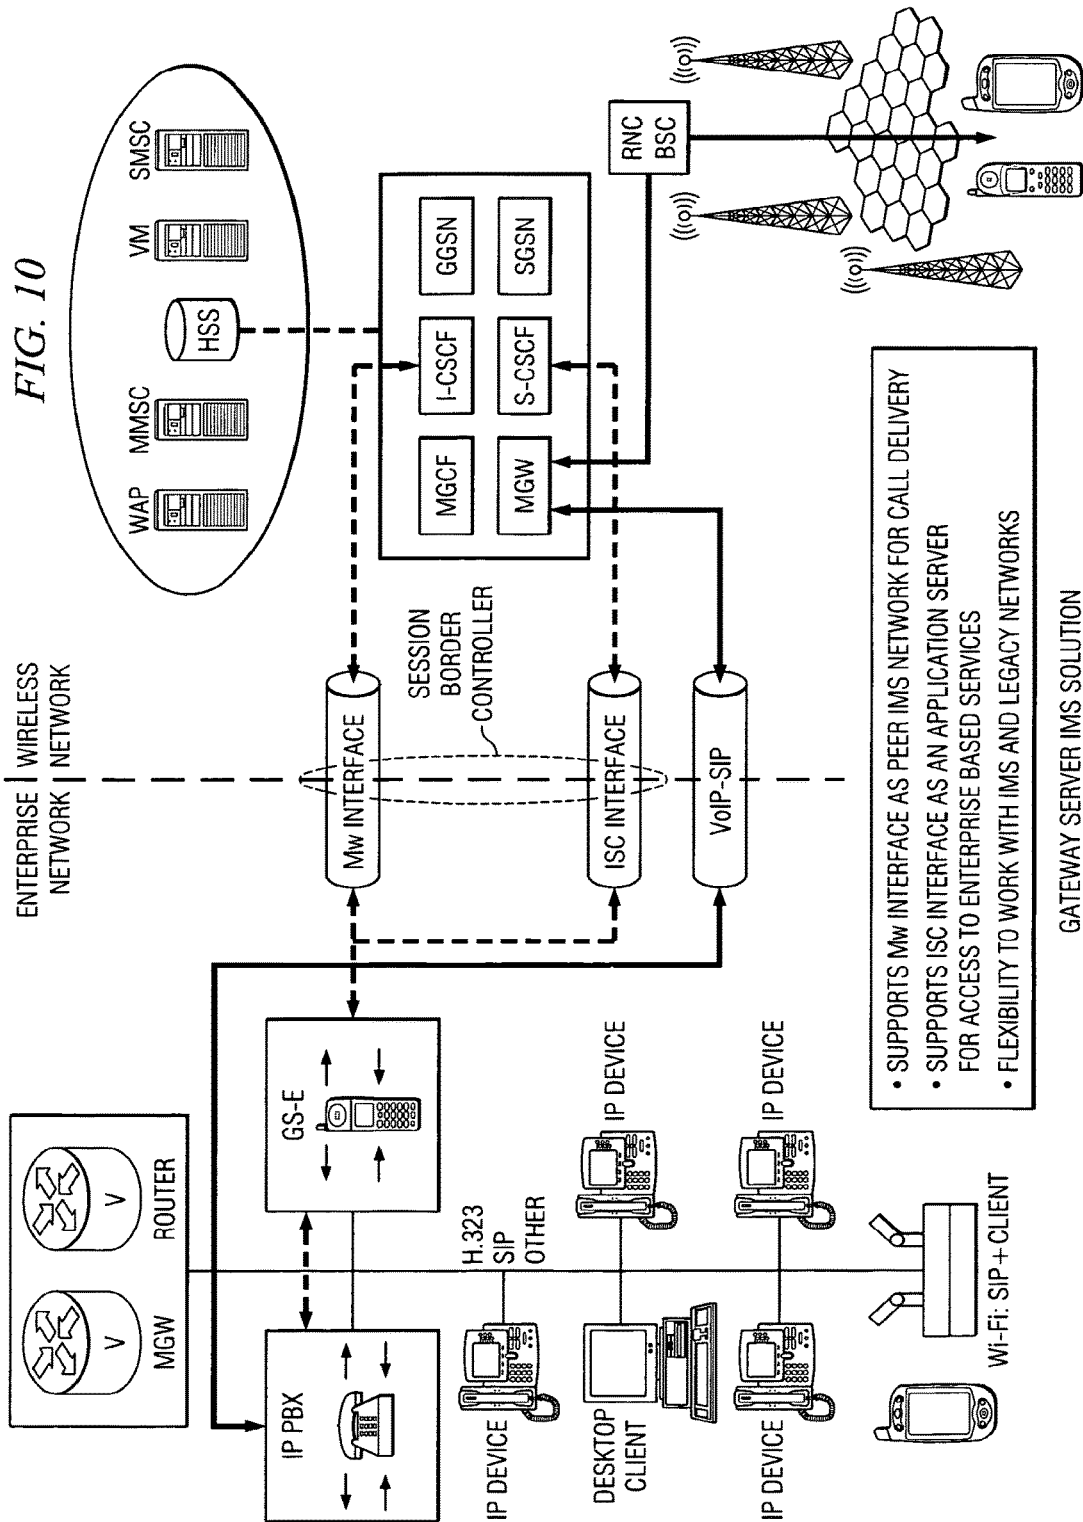 FIG. 10
ENTERPRISE
NETWORK
WIRELESS
NETWORK
MGW
V
ROUTER
V
WAP
MMSC
HSS
VM
SMSC
IP PBX
GS-E
Mw INTERFACE
SESSION
BORDER
CONTROLLER
ISC INTERFACE
VoIP-SIP
MGCF
I-CSCF
GGSN
MGW
S-CSCF
SGSN
RNC
BSC
H.323
SIP
OTHER
IP DEVICE
IP DEVICE
DESKTOP
CLIENT
IP DEVICE
IP DEVICE
Wi-Fi: SIP + CLIENT
• SUPPORTS Mw INTERFACE AS PEER IMS NETWORK FOR CALL DELIVERY
• SUPPORTS ISC INTERFACE AS AN APPLICATION SERVER
FOR ACCESS TO ENTERPRISE BASED SERVICES
• FLEXIBILITY TO WORK WITH IMS AND LEGACY NETWORKS
GATEWAY SERVER IMS SOLUTION